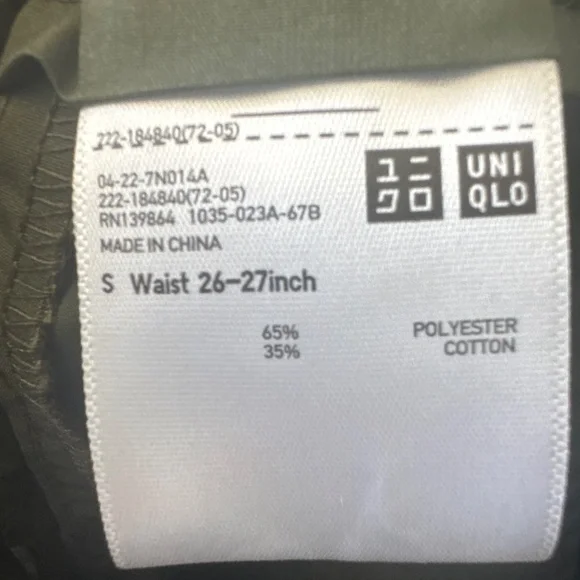 222-184840(72-05)
04-22-7N014A
222-184840(72-05)
RN139864 1035-023A-67B
MADE IN CHINA
ユニ
クロ
UNI
QLO
S Waist 26-27inch
65% POLYESTER
35% COTTON